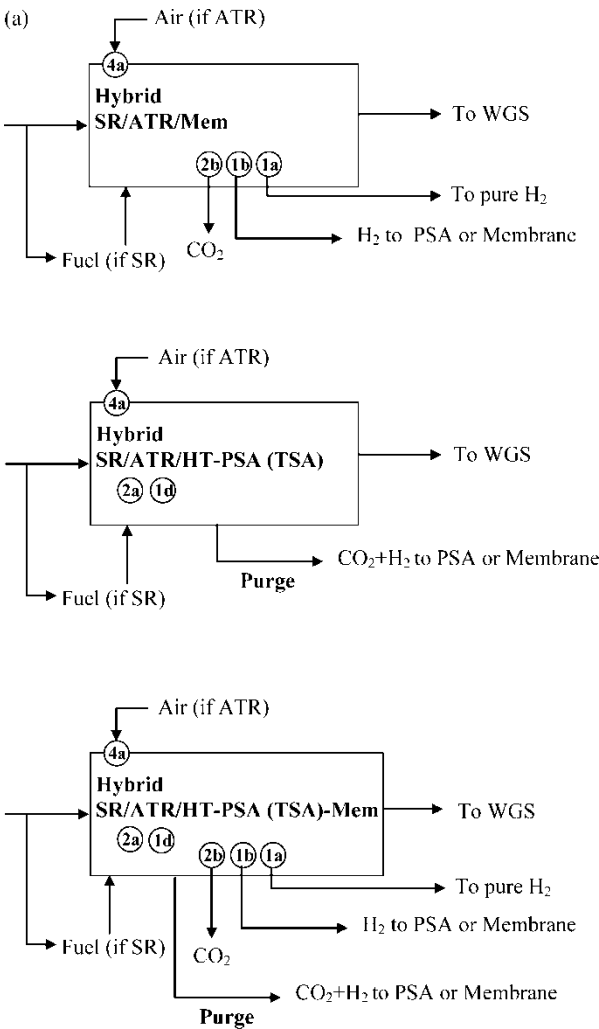 (a)
Air (if ATR)
4a
Hybrid
SR/ATR/Mem
To WGS
2b 1b 1a
To pure H₂
H₂ to PSA or Membrane
CO₂
Fuel (if SR)
Air (if ATR)
4a
Hybrid
SR/ATR/HT-PSA (TSA)
To WGS
2a 1d
CO₂+H₂ to PSA or Membrane
Purge
Fuel (if SR)
Air (if ATR)
4a
Hybrid
SR/ATR/HT-PSA (TSA)-Mem
To WGS
2a 1d
2b 1b 1a
To pure H₂
H₂ to PSA or Membrane
Fuel (if SR)
CO₂
CO₂+H₂ to PSA or Membrane
Purge